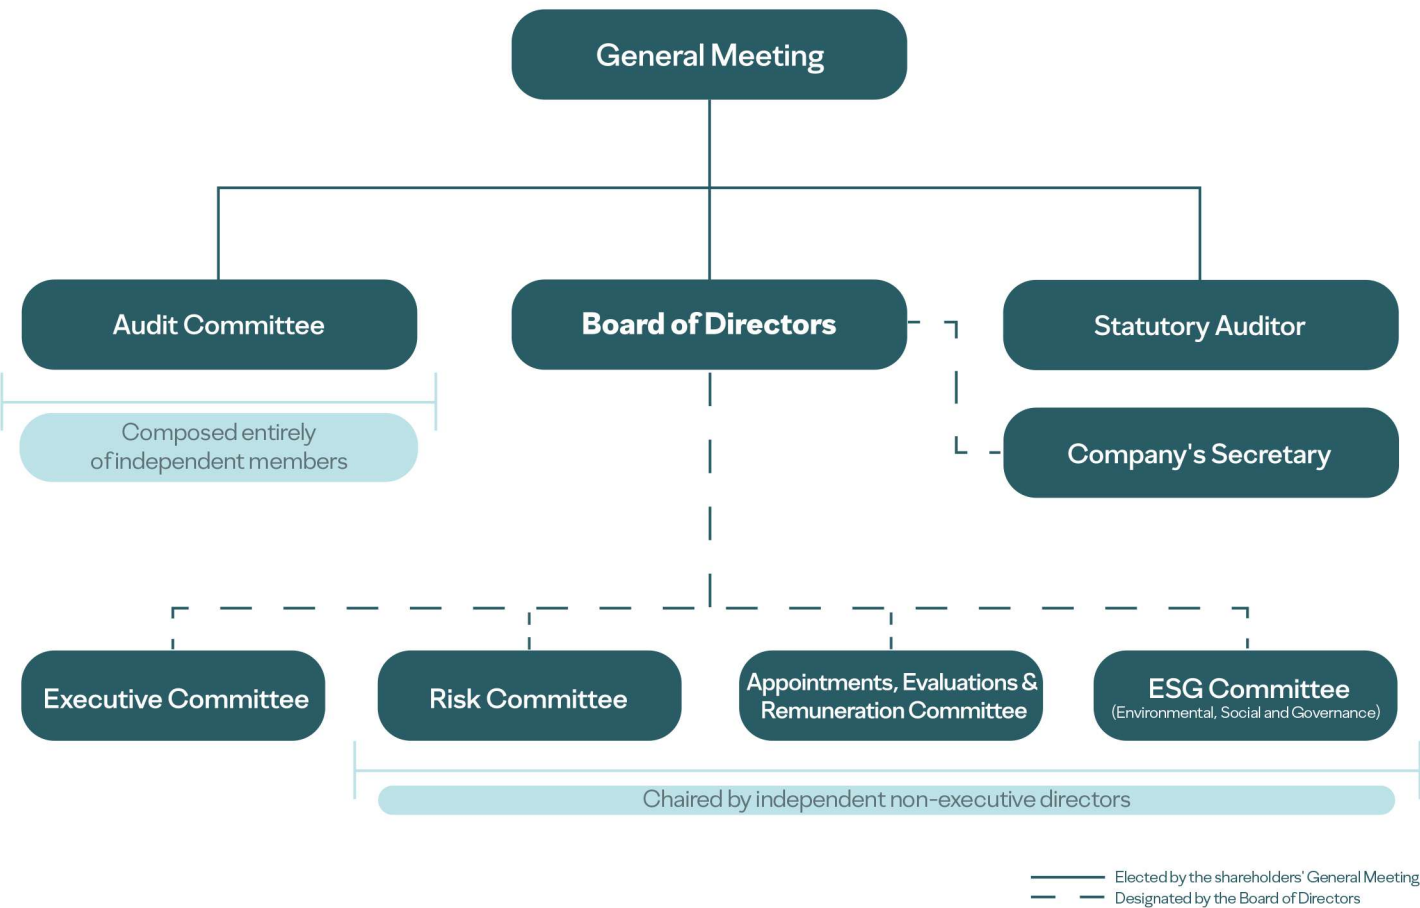 General Meeting
Audit Committee
Board of Directors
Statutory Auditor
Composed entirely
of independent members
Company's Secretary
Executive Committee
Risk Committee
Appointments, Evaluations &
Remuneration Committee
ESG Committee
(Environmental, Social and Governance)
Chaired by independent non-executive directors
Elected by the shareholders' General Meeting
Designated by the Board of Directors